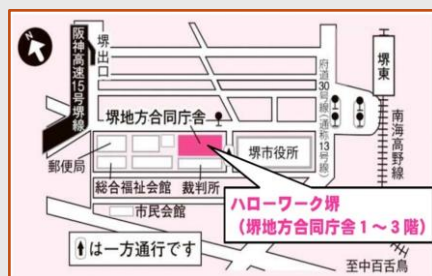 阪神高速15号堺線
堺出口
府道30号線(通称13号線)
堺東
南海高野線
堺地方合同庁舎
郵便局
堺市役所
総合福祉会館
裁判所
市民会館
ハローワーク堺
(堺地方合同庁舎1～3階)
は一方通行です
至中百舌鳥